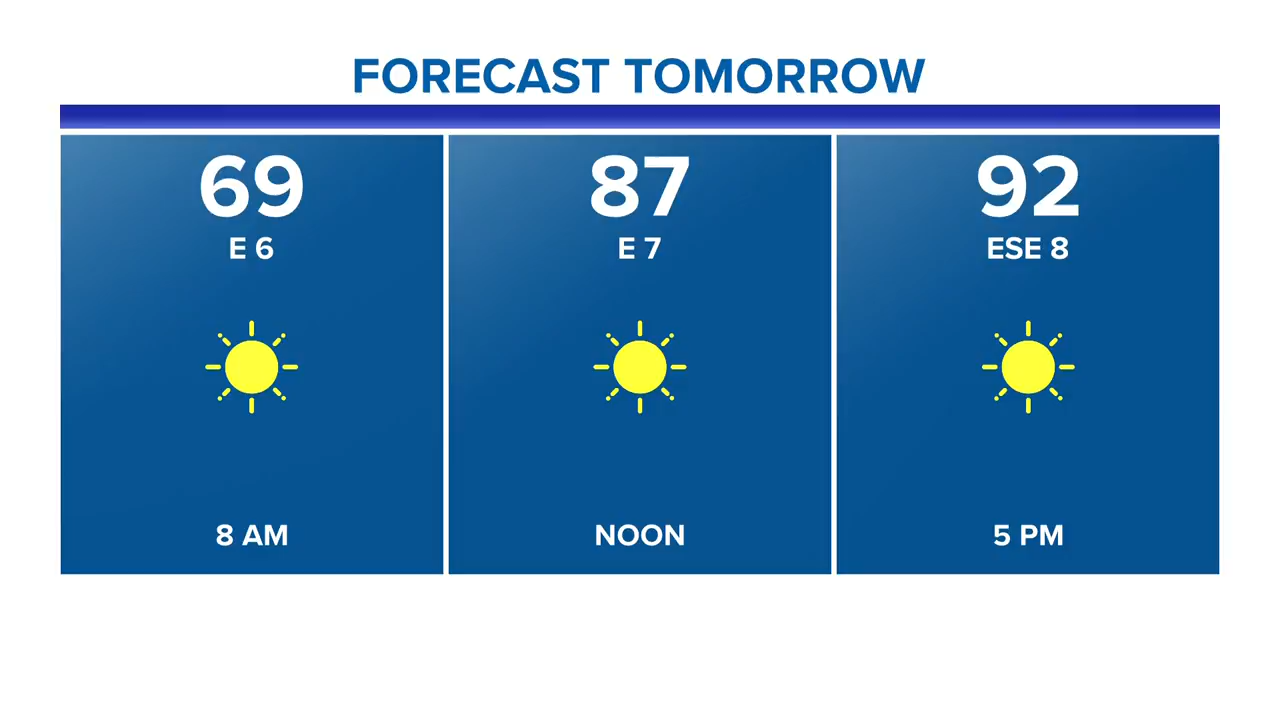 FORECAST TOMORROW
69
E 6
8 AM
87
E 7
NOON
92
ESE 8
5 PM